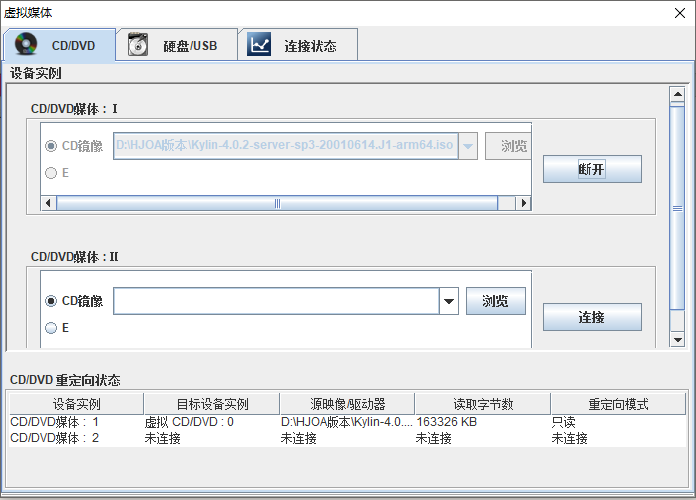 虚拟媒体
CD/DVD 硬盘/USB 连接状态
设备实例
CD/DVD媒体 : I
CD镜像 D:\HJOA版本\Kylin-4.0.2-server-sp3-20010614.J1-arm64.iso 浏览
断开
E
CD/DVD媒体 : II
CD镜像 浏览
连接
E
CD/DVD 重定向状态
设备实例 目标设备实例 源映像/驱动器 读取字节数 重定向模式
CD/DVD媒体 : 1 虚拟 CD/DVD : 0 D:\HJOA版本\Kylin-4.0.... 163326 KB 只读
CD/DVD媒体 : 2 未连接 未连接 未连接 未连接